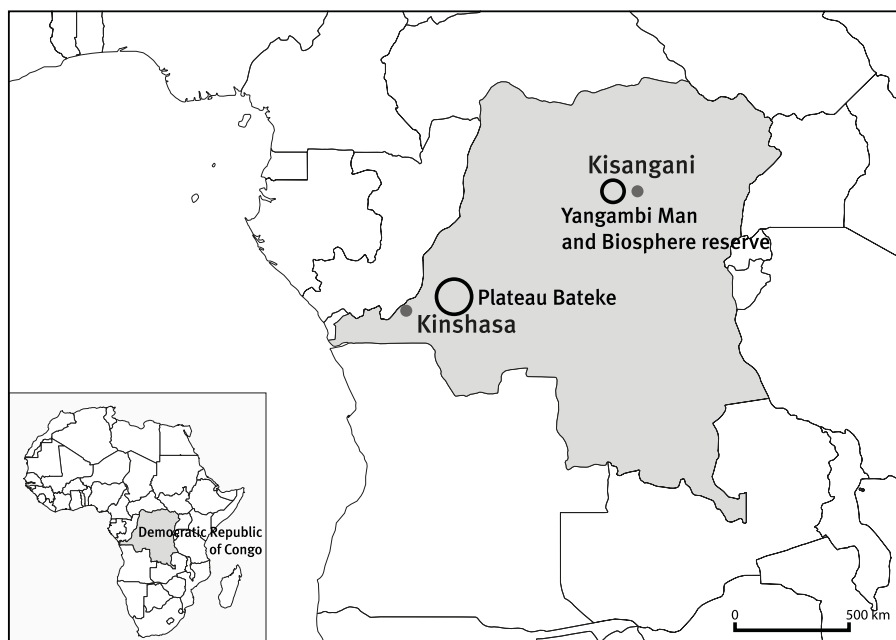 Kisangani
Yangambi Man
and Biosphere reserve
Plateau Bateke
Kinshasa
Democratic Republic
of Congo
0 500 km